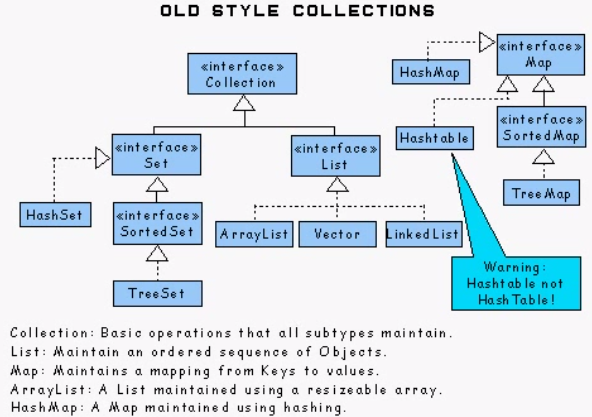 OLD STYLE COLLECTIONS
«interface»
Collection
HashMap
«interface»
Map
«interface»
Set
«interface»
List
Hashtable
«interface»
SortedMap
HashSet
«interface»
SortedSet
ArrayList
Vector
LinkedList
TreeMap
TreeSet
Warning:
Hashtable not
HashTable!
Collection: Basic operations that all subtypes maintain.
List: Maintain an ordered sequence of Objects.
Map: Maintains a mapping from Keys to values.
ArrayList: A List maintained using a resizeable array.
HashMap: A Map maintained using hashing.